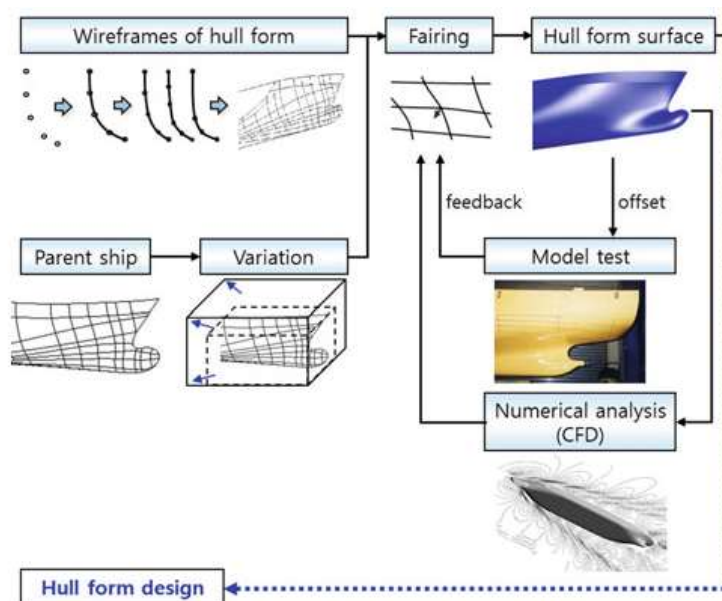 Wireframes of hull form
Fairing
Hull form surface
feedback
offset
Parent ship
Variation
Model test
Numerical analysis
(CFD)
Hull form design